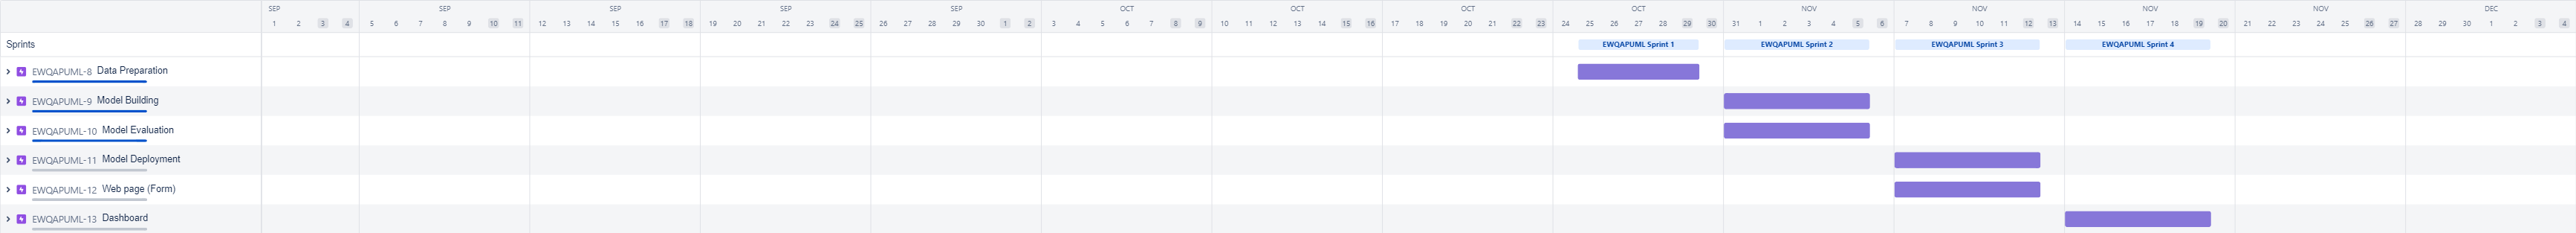 SEP SEP SEP SEP SEP OCT OCT OCT OCT NOV NOV NOV NOV DEC
1 2 3 4 5 6 7 8 9 10 11 12 13 14 15 16 17 18 19 20 21 22 23 24 25 26 27 28 29 30 1 2 3 4 5 6 7 8 9 10 11 12 13 14 15 16 17 18 19 20 21 22 23 24 25 26 27 28 29 30 31 1 2 3 4 5 6 7 8 9 10 11 12 13 14 15 16 17 18 19 20 21 22 23 24 25 26 27 28 29 30 1 2 3 4
Sprints EWQAPUML Sprint 1 EWQAPUML Sprint 2 EWQAPUML Sprint 3 EWQAPUML Sprint 4
EWQAPUML-8 Data Preparation
EWQAPUML-9 Model Building
EWQAPUML-10 Model Evaluation
EWQAPUML-11 Model Deployment
EWQAPUML-12 Web page (Form)
EWQAPUML-13 Dashboard